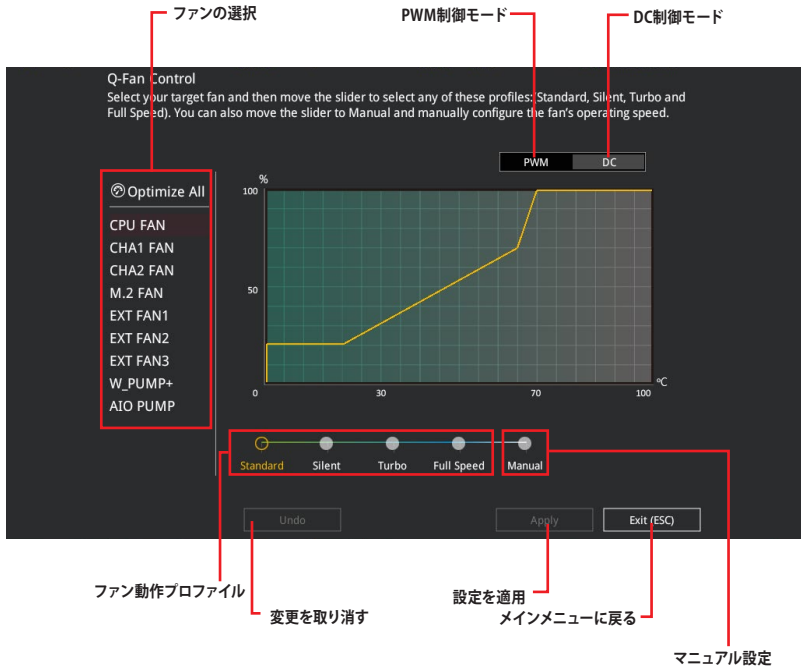 ファンの選択
PWM制御モード
DC制御モード
Q-Fan Control
Select your target fan and then move the slider to select any of these profiles:(Standard, Silent, Turbo and
Full Speed). You can also move the slider to Manual and manually configure the fan's operating speed.
PWM DC
Optimize All
CPU FAN
CHA1 FAN
CHA2 FAN
M.2 FAN
EXT FAN1
EXT FAN2
EXT FAN3
W_PUMP+
AIO PUMP
%
100
50
0 30 70 100
ºC
Standard Silent Turbo Full Speed Manual
Undo Apply Exit (ESC)
ファン動作プロファイル
変更を取り消す
設定を適用
メインメニューに戻る
マニュアル設定